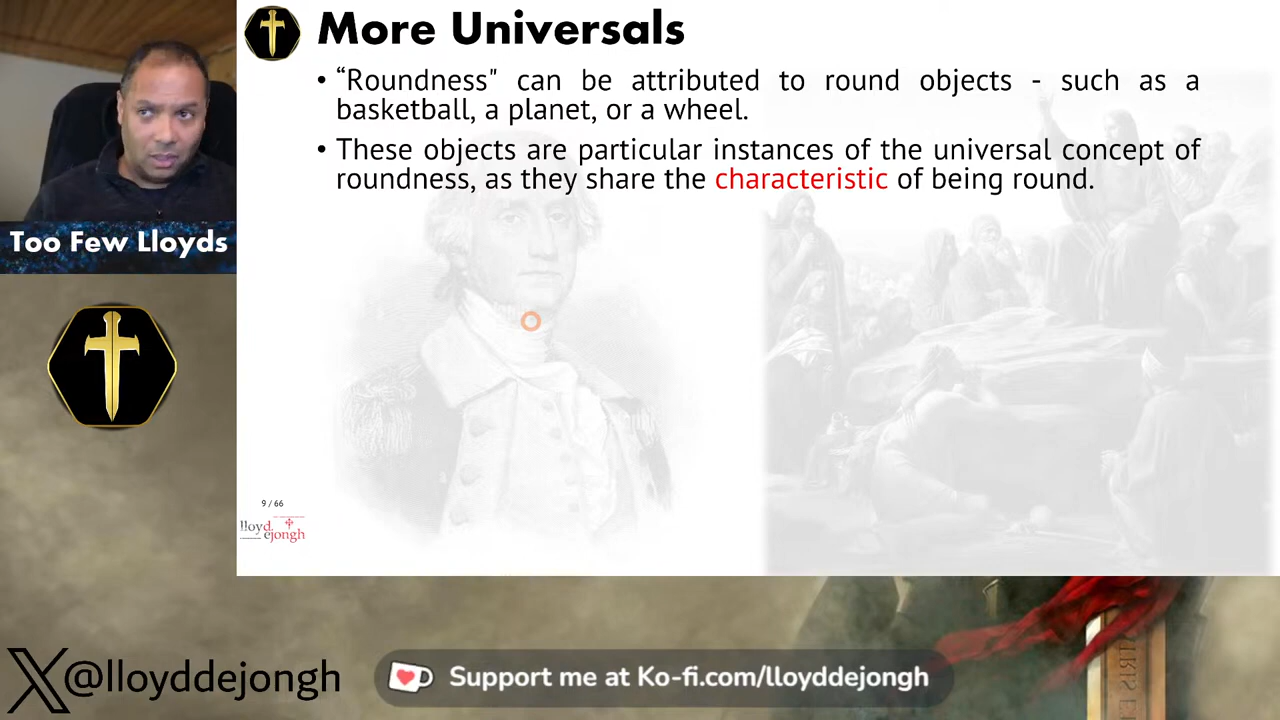 More Universals
• “Roundness" can be attributed to round objects - such as a
basketball, a planet, or a wheel.
• These objects are particular instances of the universal concept of
roundness, as they share the characteristic of being round.
Too Few Lloyds
9 / 66
lloyd
ejongh
X@lloyddejongh
Support me at Ko-fi.com/lloyddejongh